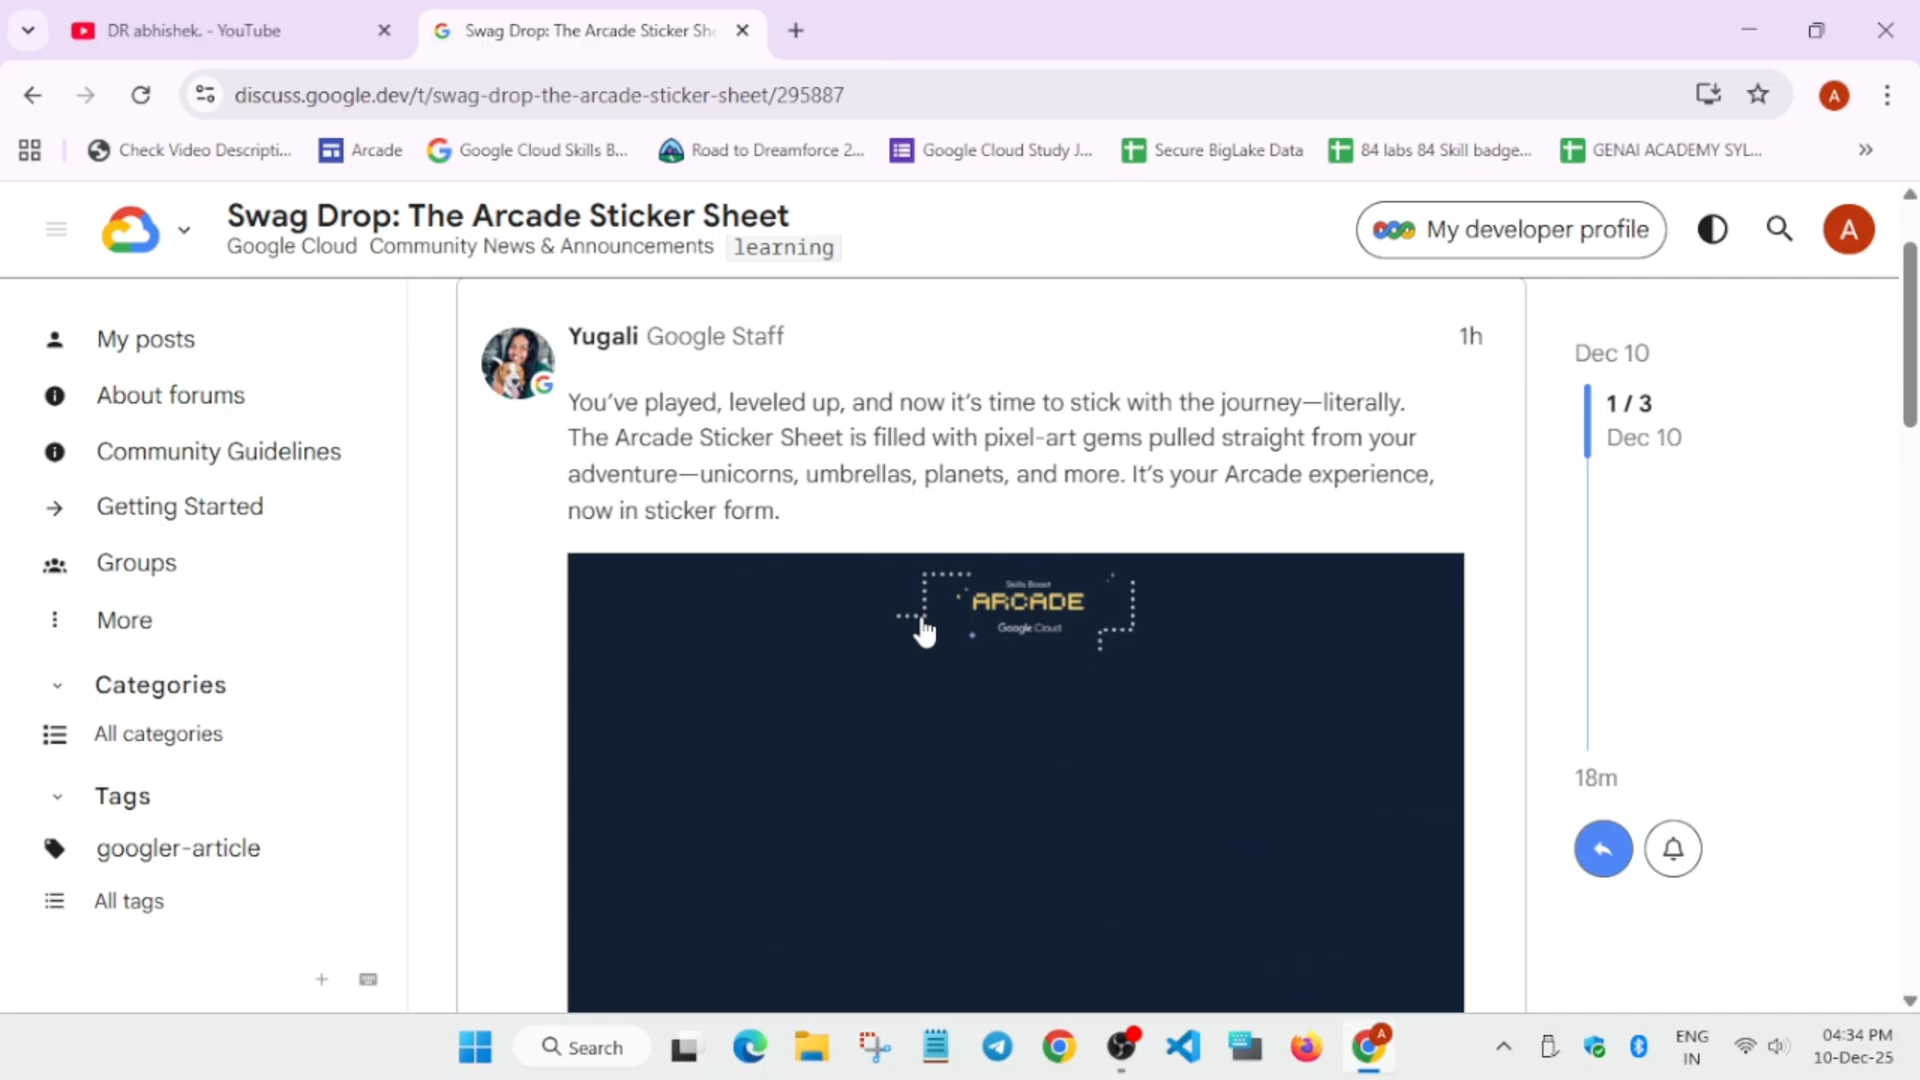 DR abhishek. - YouTube
Swag Drop: The Arcade Sticker Sh
discuss.google.dev/t/swag-drop-the-arcade-sticker-sheet/295887
A
Check Video Descripti...
Arcade
Google Cloud Skills B...
Road to Dreamforce 2...
Google Cloud Study J...
Secure BigLake Data
84 labs 84 Skill badge...
GENAI ACADEMY SYL...
Swag Drop: The Arcade Sticker Sheet
Google Cloud Community News & Announcements learning
My developer profile
A
My posts
About forums
Community Guidelines
Getting Started
Groups
More
Categories
All categories
Tags
googler-article
All tags
Yugali Google Staff
1h
You’ve played, leveled up, and now it’s time to stick with the journey—literally.
The Arcade Sticker Sheet is filled with pixel-art gems pulled straight from your
adventure—unicorns, umbrellas, planets, and more. It’s your Arcade experience,
now in sticker form.
Skills Boost
ARCADE
Google Cloud
Dec 10
1 / 3
Dec 10
18m
Search
A
ENG
IN
04:34 PM
10-Dec-25